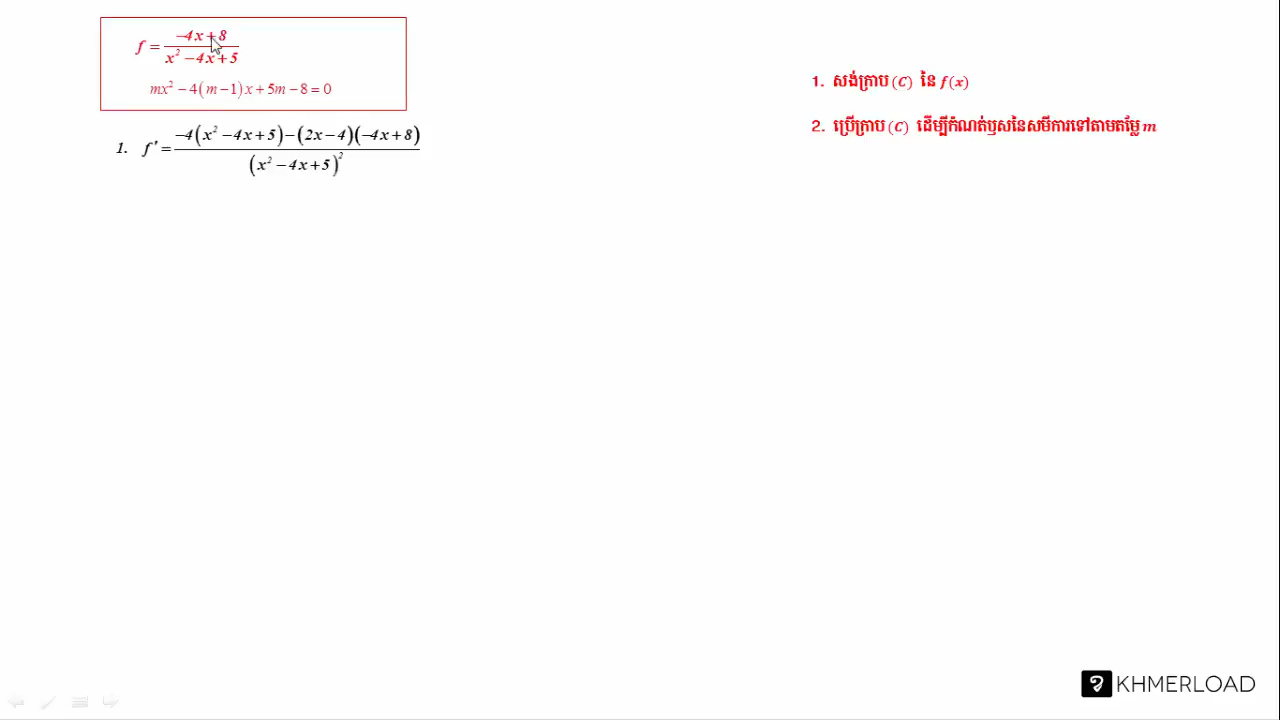 f = (-4x+8)/(x² - 4x + 5)
mx² - 4(m-1)x + 5m - 8 = 0
1. f' = (-4(x² - 4x + 5) - (2x - 4)(-4x + 8))/(x² - 4x + 5)²
1. សង់ក្រាប (C) នៃ f(x)
2. ប្រើក្រាប (C) ដើម្បីកំណត់ឫសនៃសមីការទៅតាមតម្លៃ m
KHMERLOAD